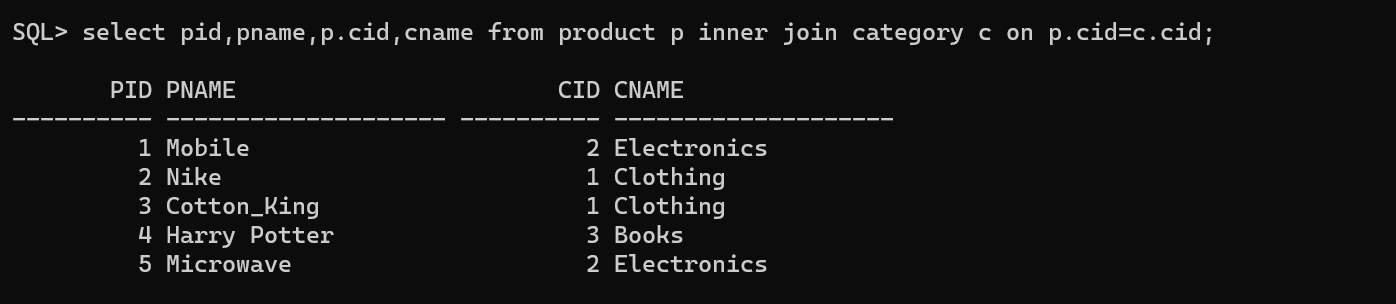 SQL> select pid,pname,p.cid,cname from product p inner join category c on p.cid=c.cid;
       PID PNAME                       CID CNAME
---------- -------------------- ---------- --------------------
         1 Mobile                        2 Electronics
         2 Nike                          1 Clothing
         3 Cotton_King                   1 Clothing
         4 Harry Potter                  3 Books
         5 Microwave                     2 Electronics